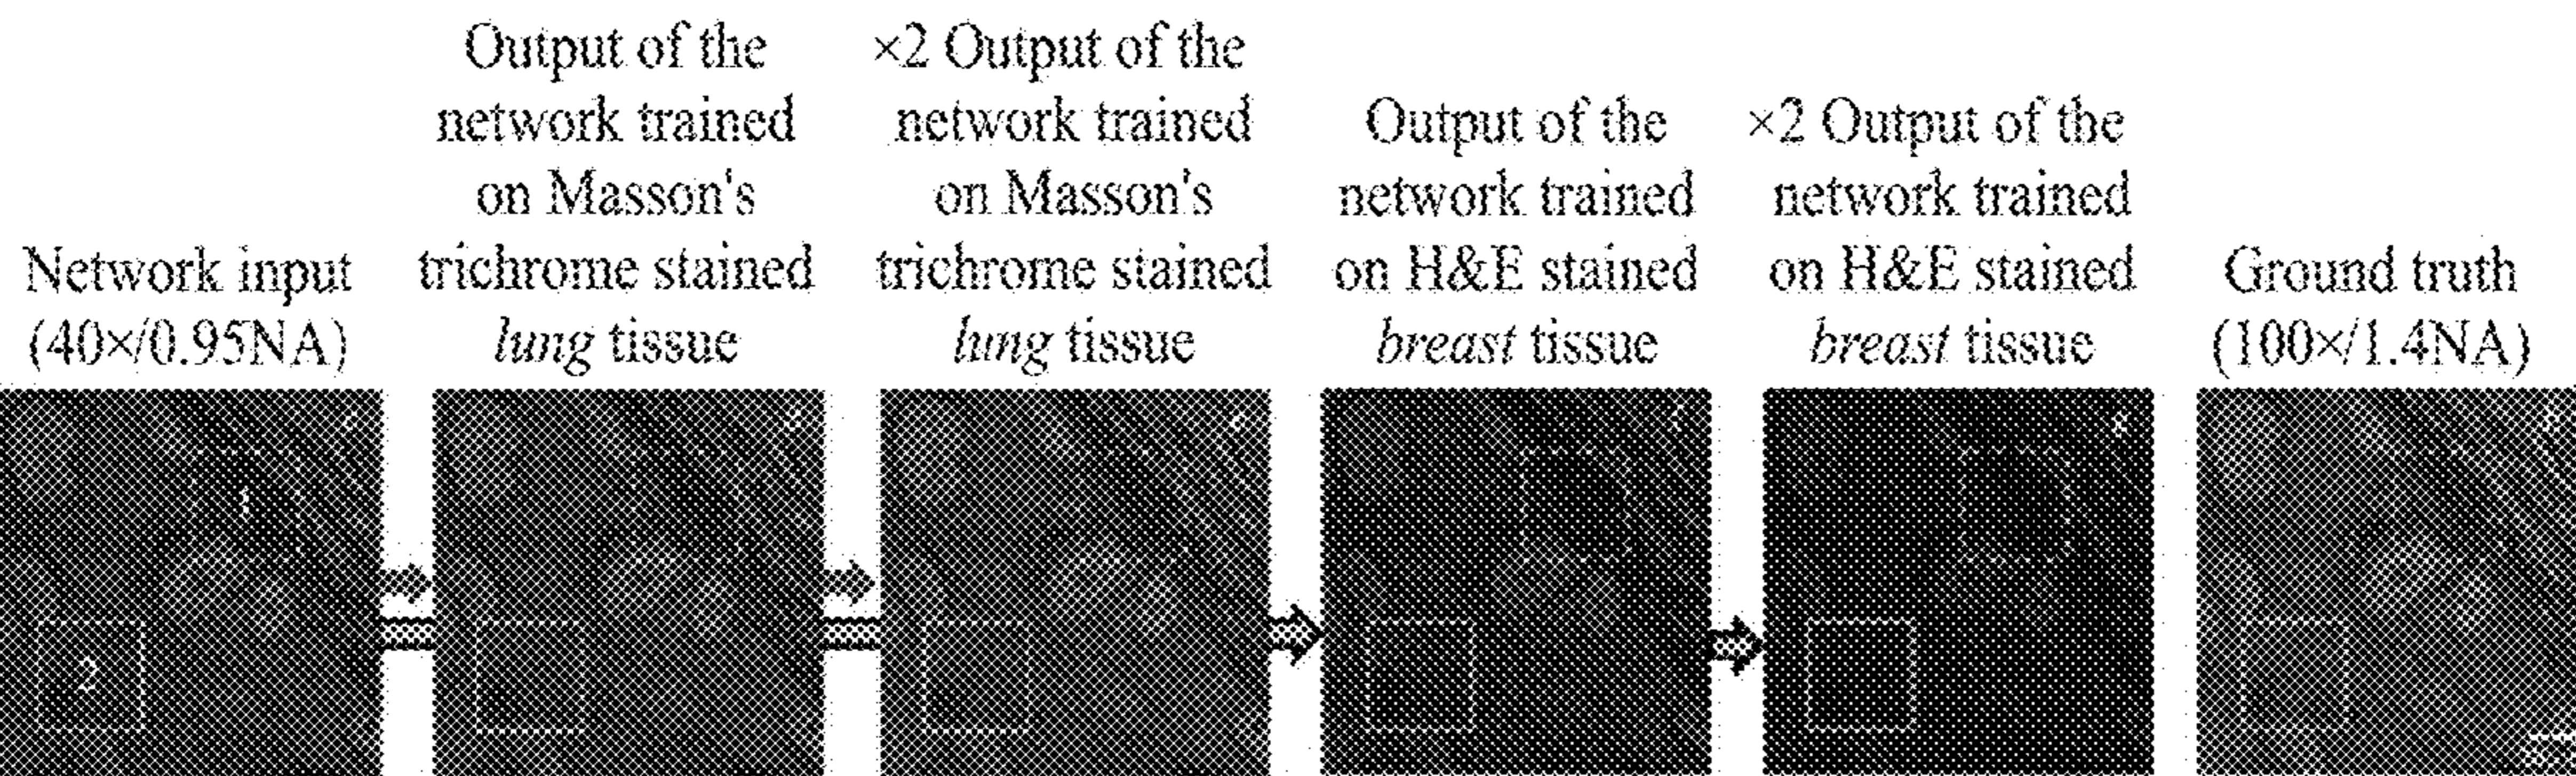 Network input
(40×/0.95NA)
Output of the
network trained
on Masson's
trichrome stained
lung tissue
×2 Output of the
network trained
on Masson's
trichrome stained
lung tissue
Output of the
network trained
on H&E stained
breast tissue
×2 Output of the
network trained
on H&E stained
breast tissue
Ground truth
(100×/1.4NA)
1
2